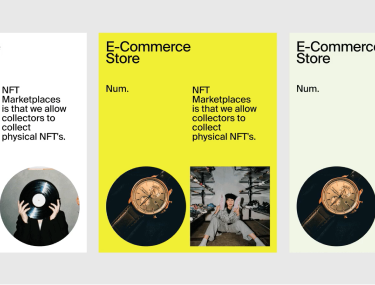 NFT
Marketplaces
is that we allow
collectors to
collect
physical NFT's.
E-Commerce
Store
Num.
NFT
Marketplaces
is that we allow
collectors to
collect
physical NFT's.
E-Commerce
Store
Num.